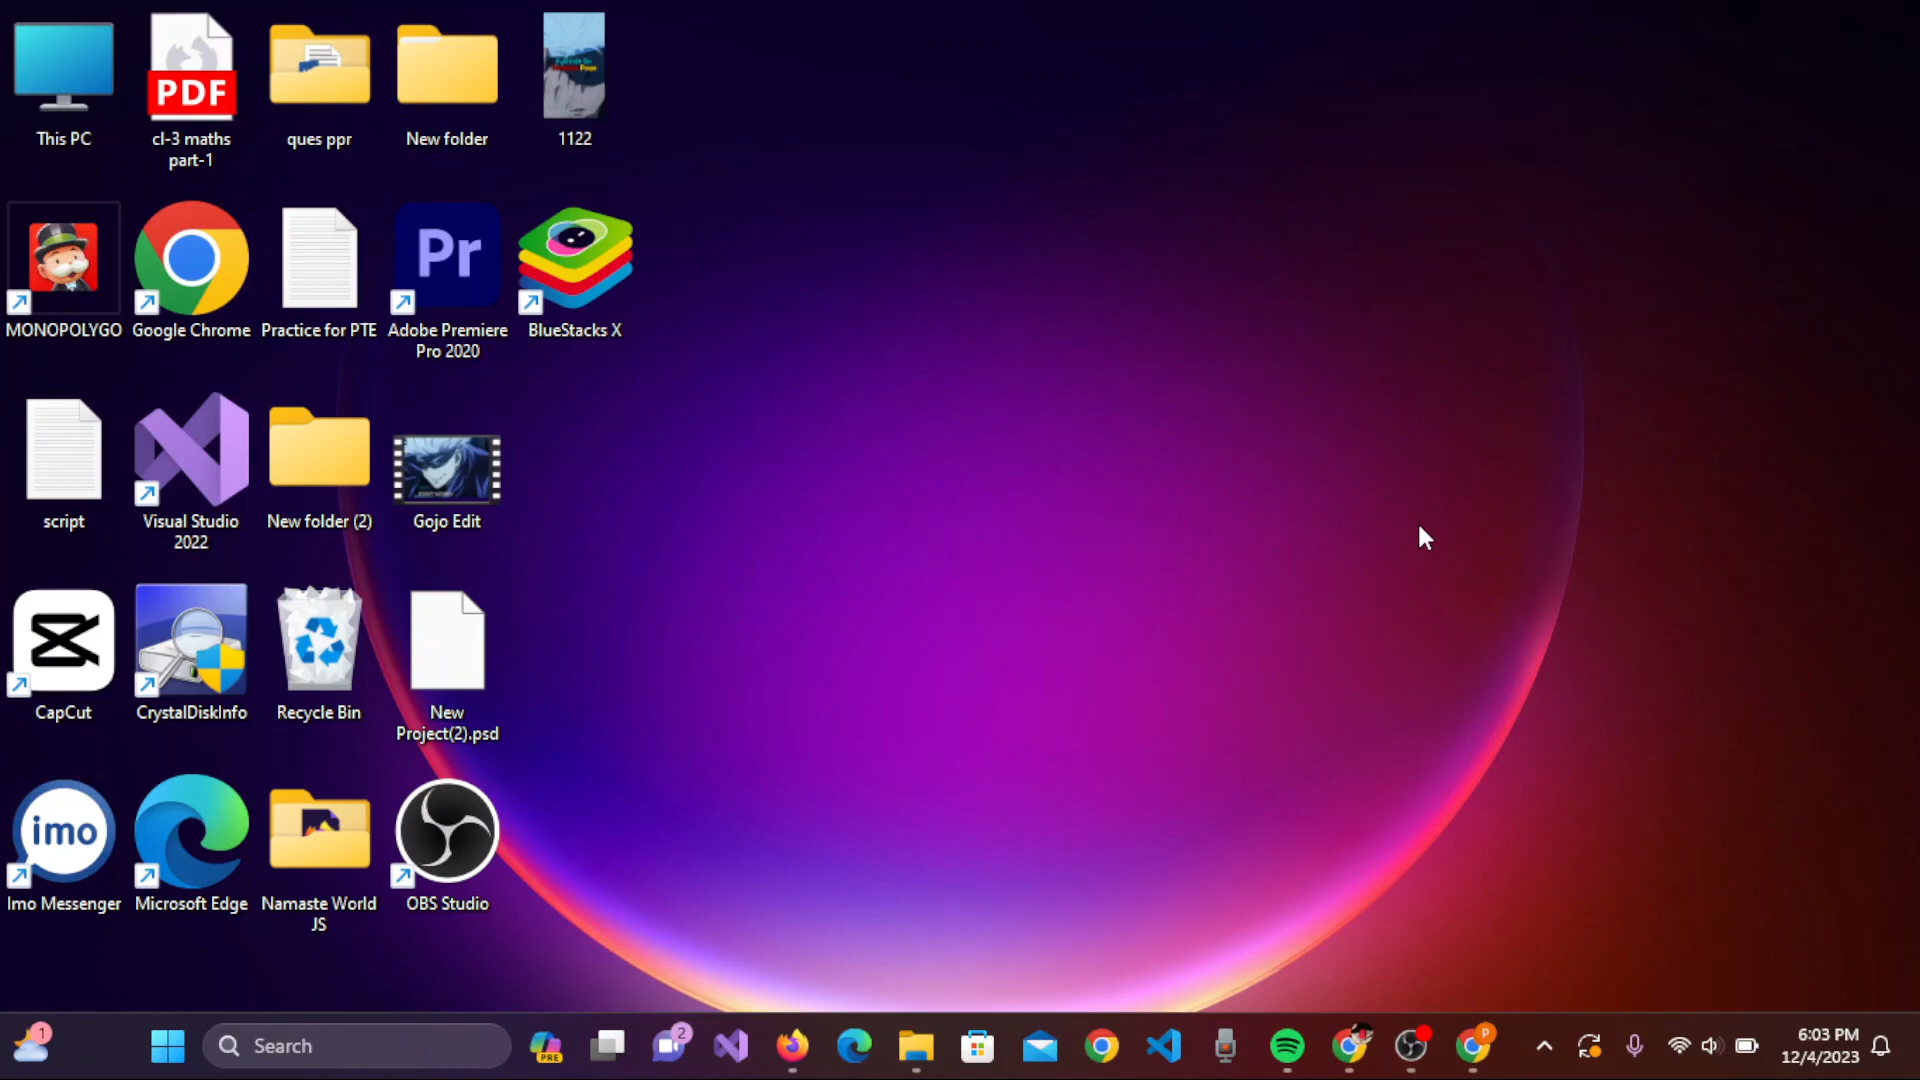 This PC
PDF
cl-3 maths
part-1
ques ppr
New folder
1122
MONOPOLYGO
Google Chrome
Practice for PTE
Pr
Adobe Premiere
Pro 2020
BlueStacks X
script
Visual Studio
2022
New folder (2)
Gojo Edit
CapCut
CrystalDiskInfo
Recycle Bin
New
Project(2).psd
imo
Imo Messenger
Microsoft Edge
Namaste World
JS
OBS Studio
1
Search
PRE
2
P
6:03 PM
12/4/2023